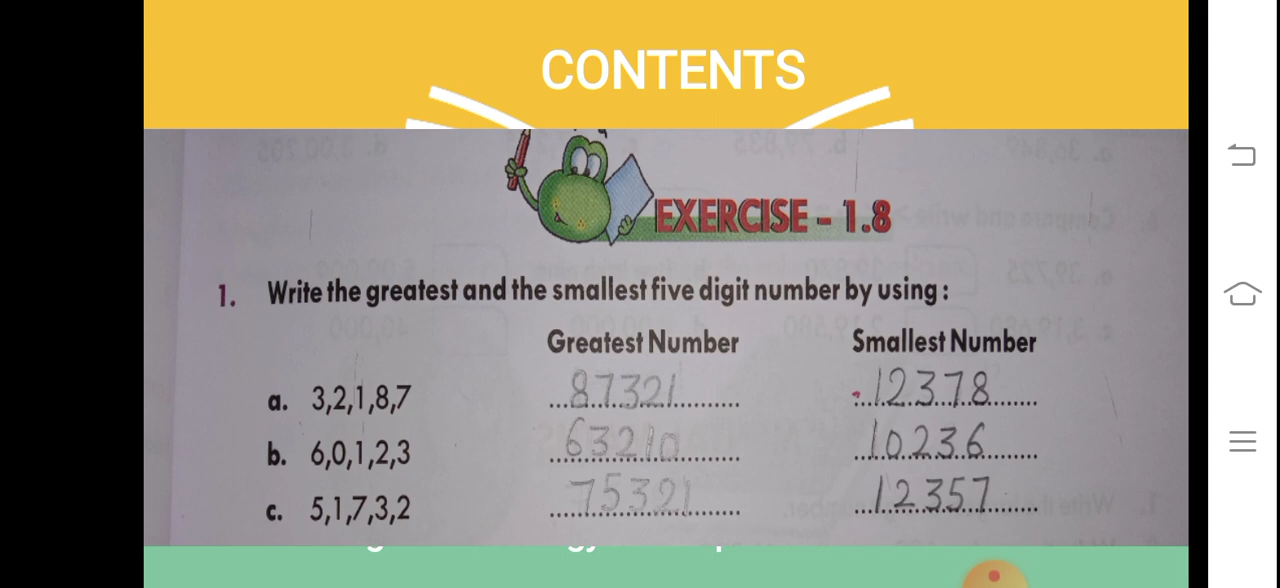 CONTENTS
EXERCISE - 1.8
1. Write the greatest and the smallest five digit number by using :
Greatest Number Smallest Number
a. 3,2,1,8,7 87321 12378
b. 6,0,1,2,3 63210 10236
c. 5,1,7,3,2 75321 12357